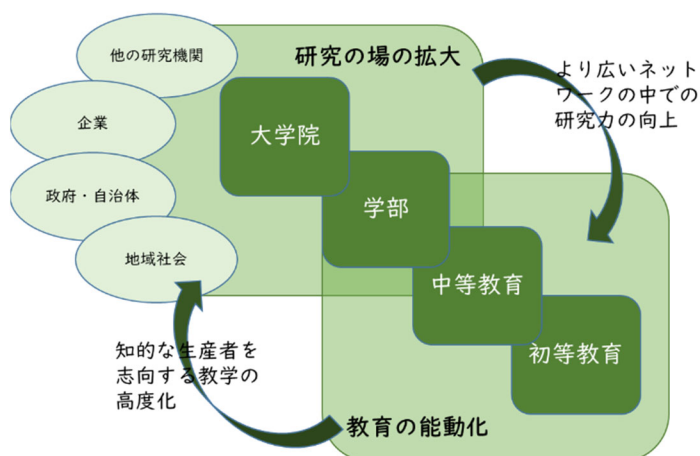 他の研究機関
研究の場の拡大
より広いネット
ワークの中での
研究力の向上
企業
大学院
政府・自治体
学部
地域社会
中等教育
初等教育
知的な生産者を
志向する教学の
高度化
教育の能動化